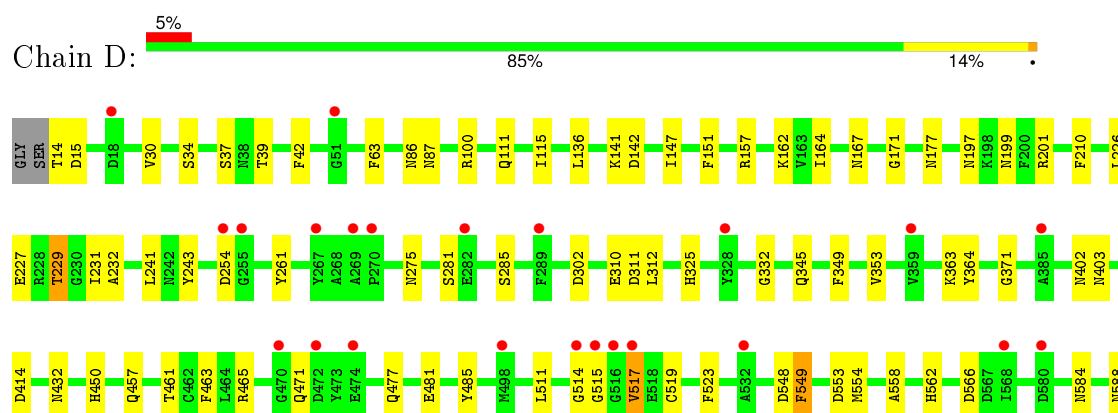 5%
Chain D:
85% 14% •
GLY SER T14 D15 D18 V30 S34 S37 N38 T39 F42 G51 F63 N86 N87 R100 Q111 I115 L136 K141 D142 I147 F151 R157 K162 V163 I164 N167 G171 N177 N197 K198 N199 F200 R201 F210 L226
E227 R228 T229 G230 I231 A232 L241 N242 Y243 D254 G255 Y261 Y267 A268 A269 P270 N275 S281 E282 S285 F289 D302 E310 D311 L312 H325 Y328 G332 Q345 F349 V353 V359 K363 Y364 G371 A385 N402 N403
D414 N432 H450 Q457 T461 C462 F463 L464 R465 G470 Q471 D472 Y473 E474 Q477 E481 Y485 M498 L511 G514 G515 G516 V517 E518 C519 F523 A532 D548 F549 D553 M554 A558 H562 D566 D567 I568 D580 N584